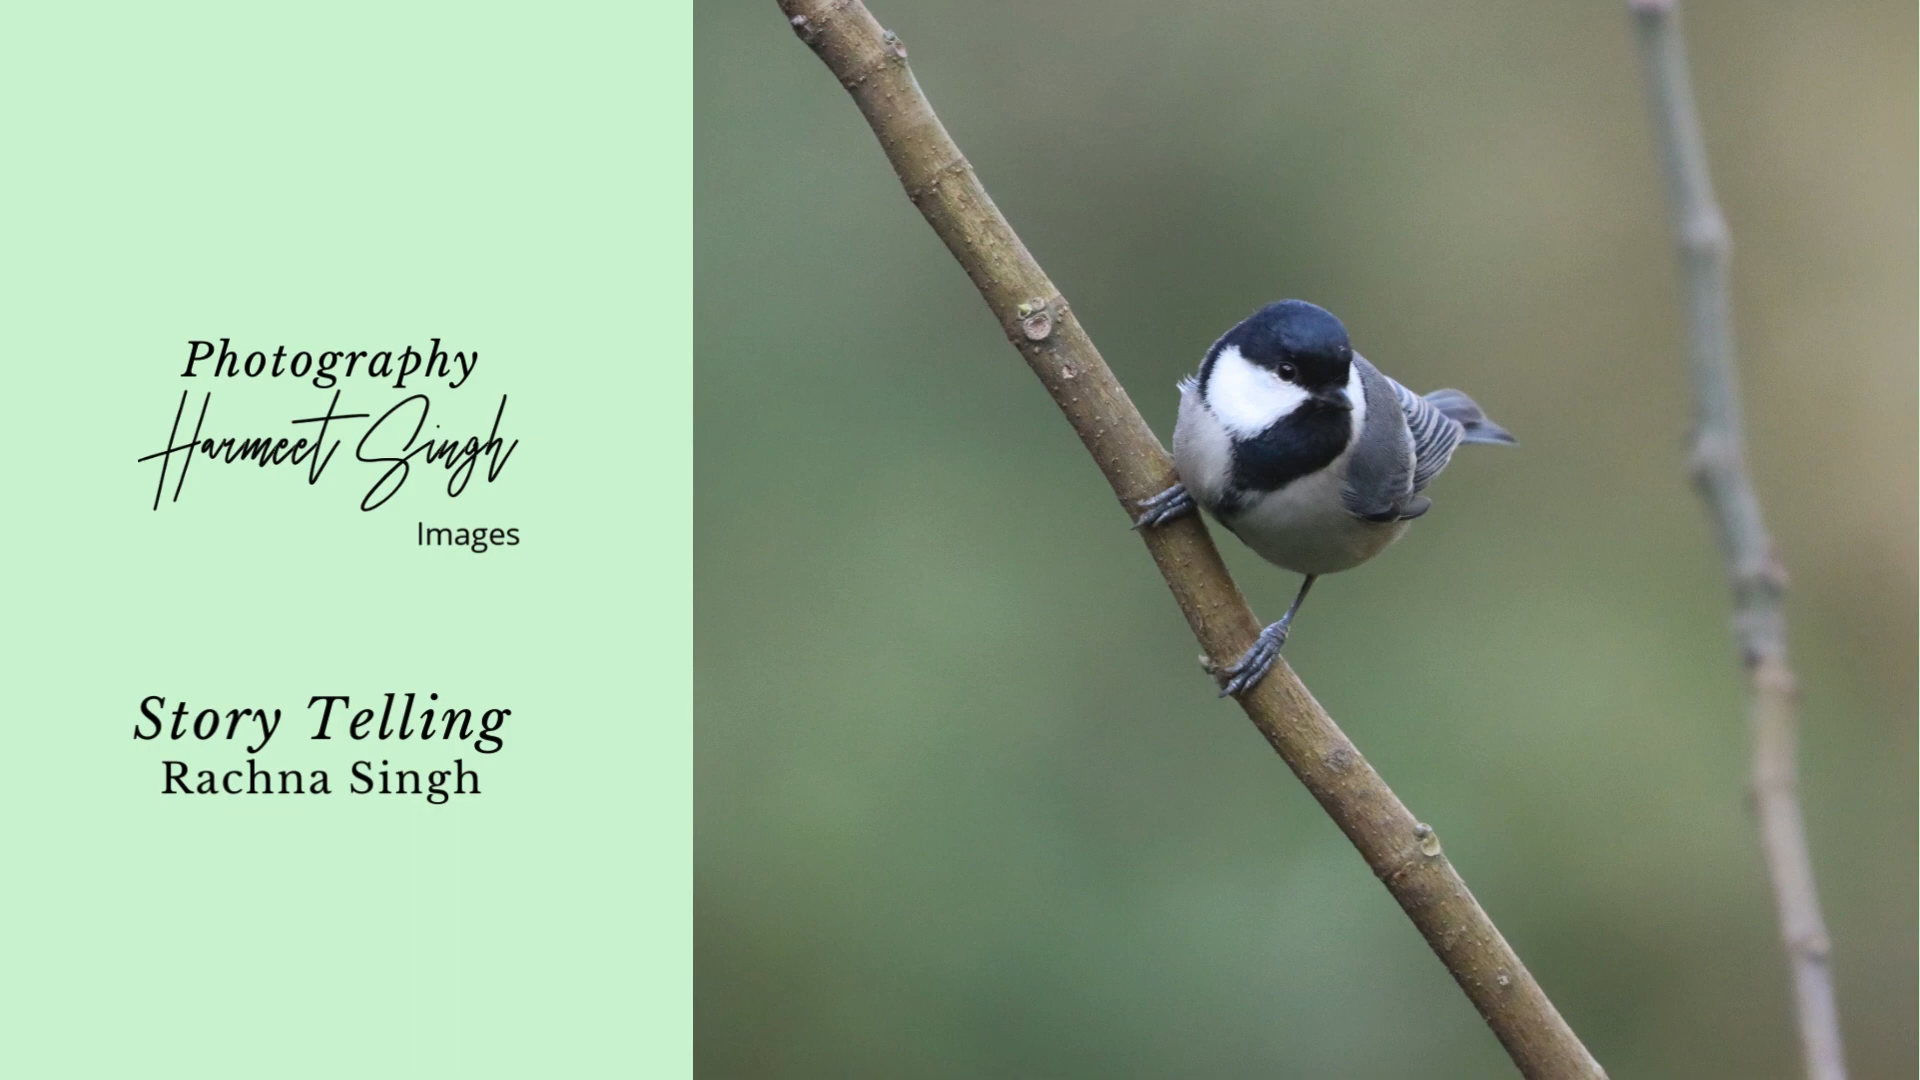 Photography
Harmeet Singh
Images
Story Telling
Rachna Singh